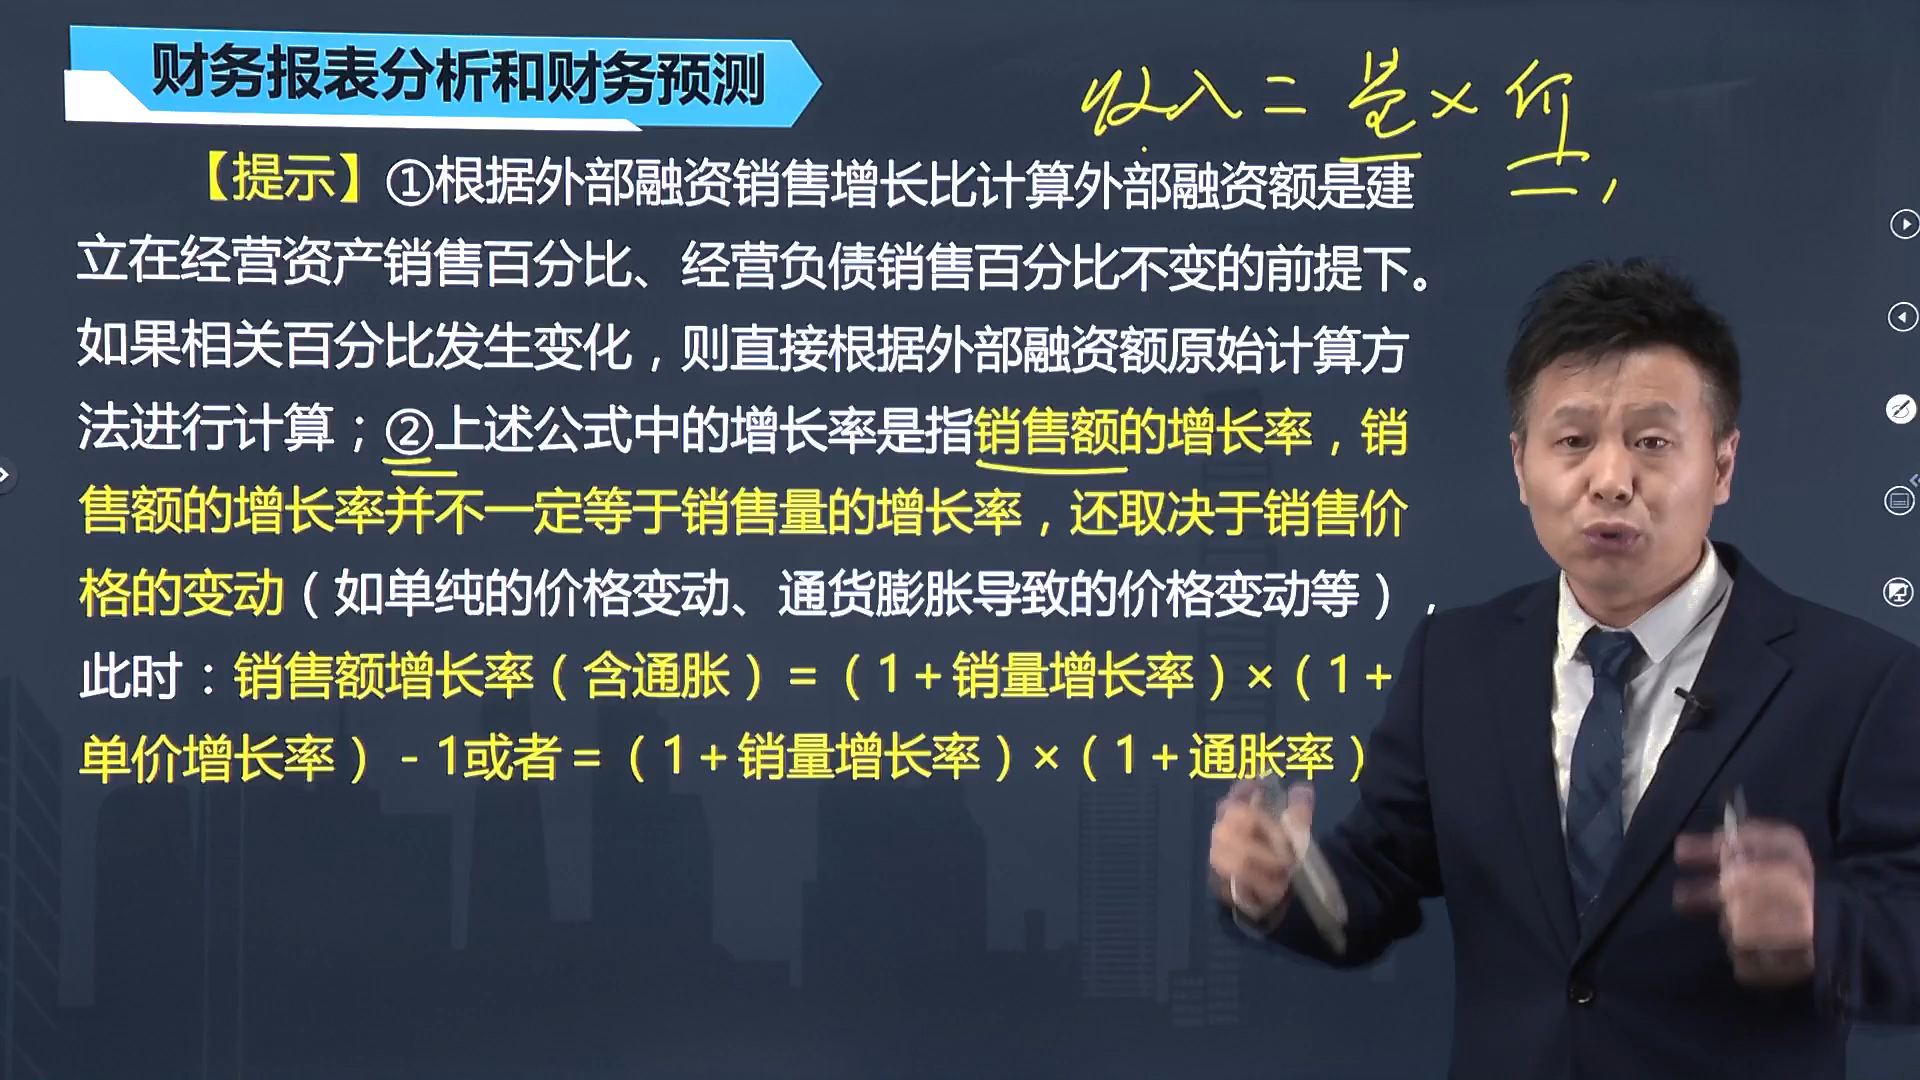 财务报表分析和财务预测
收入=量×价
【提示】①根据外部融资销售增长比计算外部融资额是建
立在经营资产销售百分比、经营负债销售百分比不变的前提下。
如果相关百分比发生变化，则直接根据外部融资额原始计算方
法进行计算；②上述公式中的增长率是指销售额的增长率，销
售额的增长率并不一定等于销售量的增长率，还取决于销售价
格的变动（如单纯的价格变动、通货膨胀导致的价格变动等），
此时：销售额增长率（含通胀）=（1+销量增长率）×（1+
单价增长率）-1或者=（1+销量增长率）×（1+通胀率）